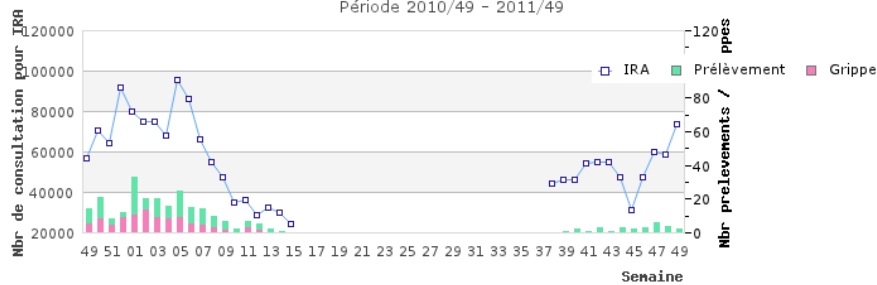 Période 2010/49 - 2011/49
Nbr de consultation pour IRA
120000
100000
80000
60000
40000
20000
120
80
60
40
20
0
IRA
Prélèvement
Grippe
Nbr prelevements / ppes
49 51 01 03 05 07 09 11 13 15 17 19 21 23 25 27 29 31 33 35 37 39 41 43 45 47 49
Semaine